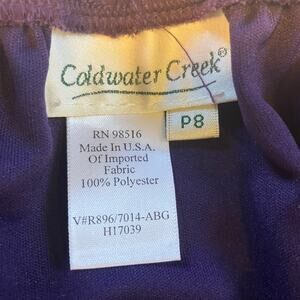 Coldwater Creek®
P8
RN 98516
Made In U.S.A.
Of Imported
Fabric
100% Polyester
V#R896/7014-ABG
H17039